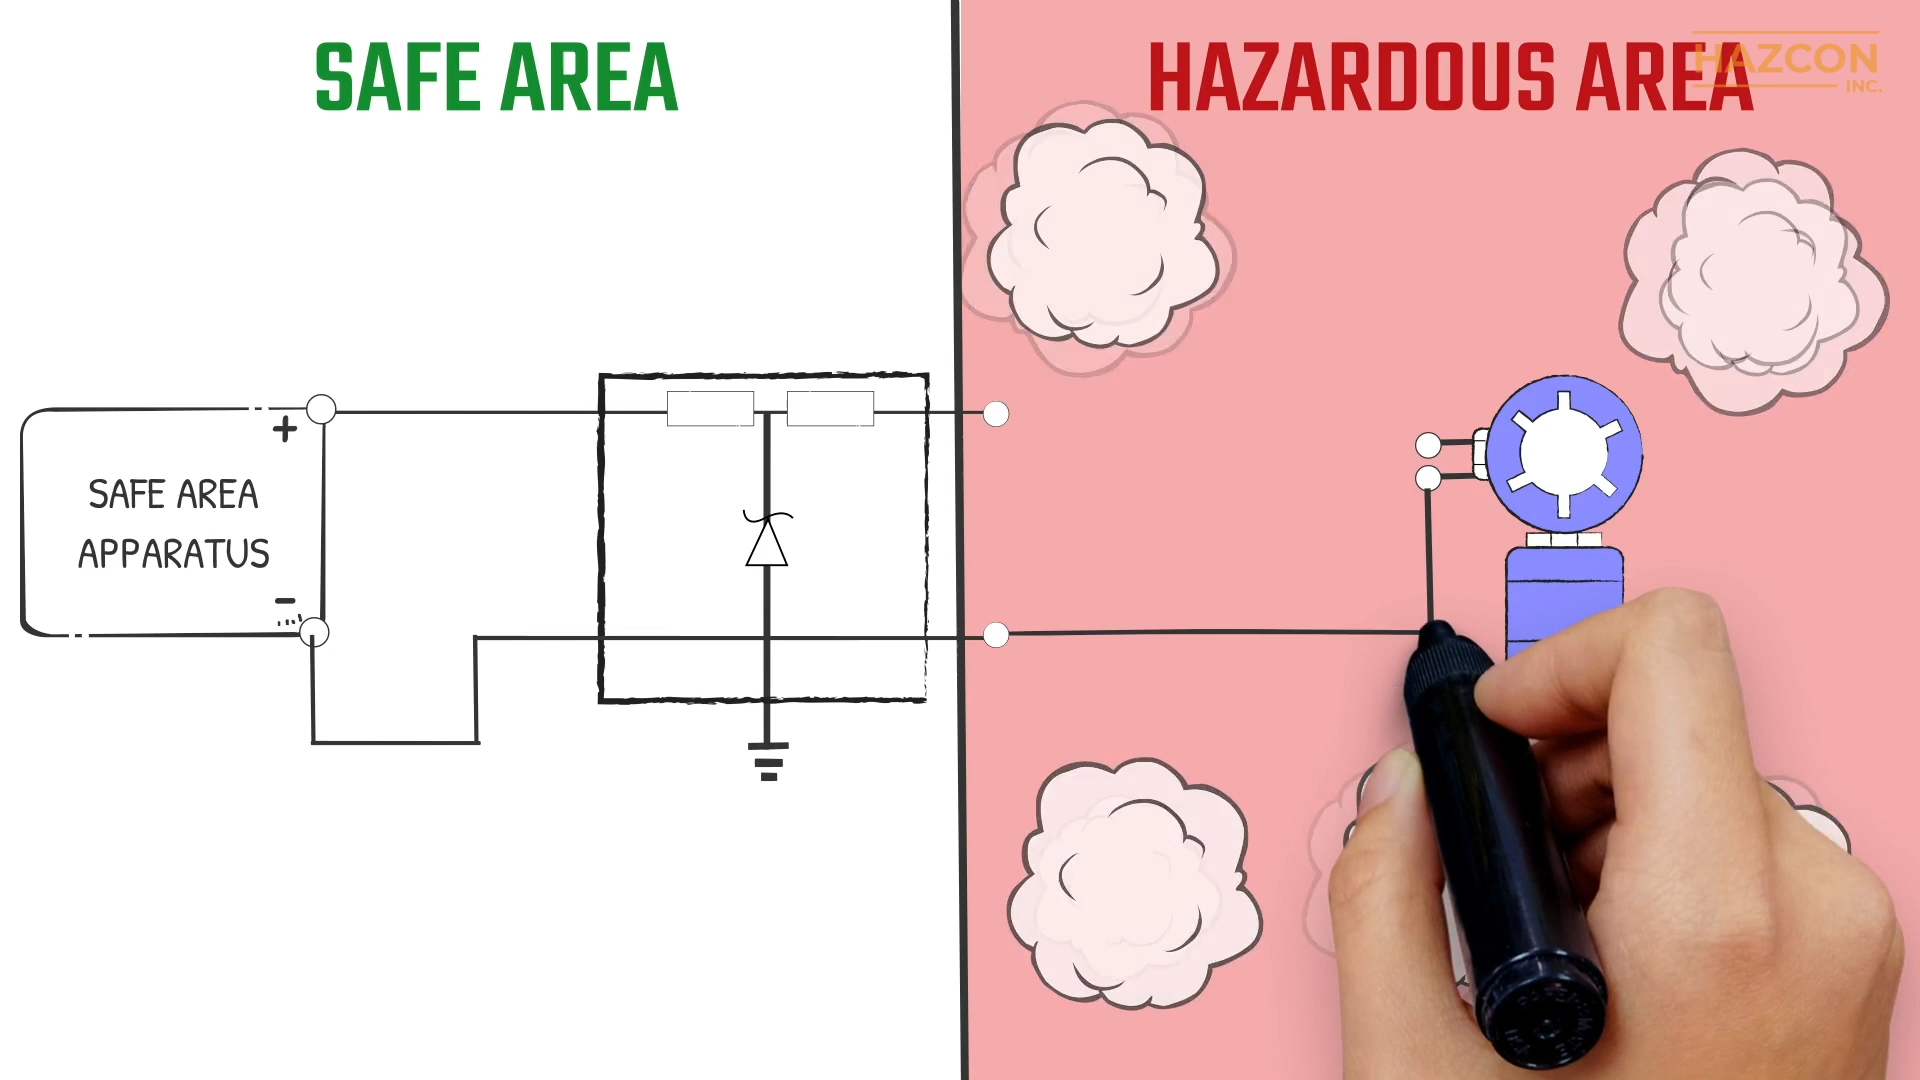 SAFE AREA
HAZARDOUS AREA
HAZCON
INC.
+
SAFE AREA
APPARATUS
-